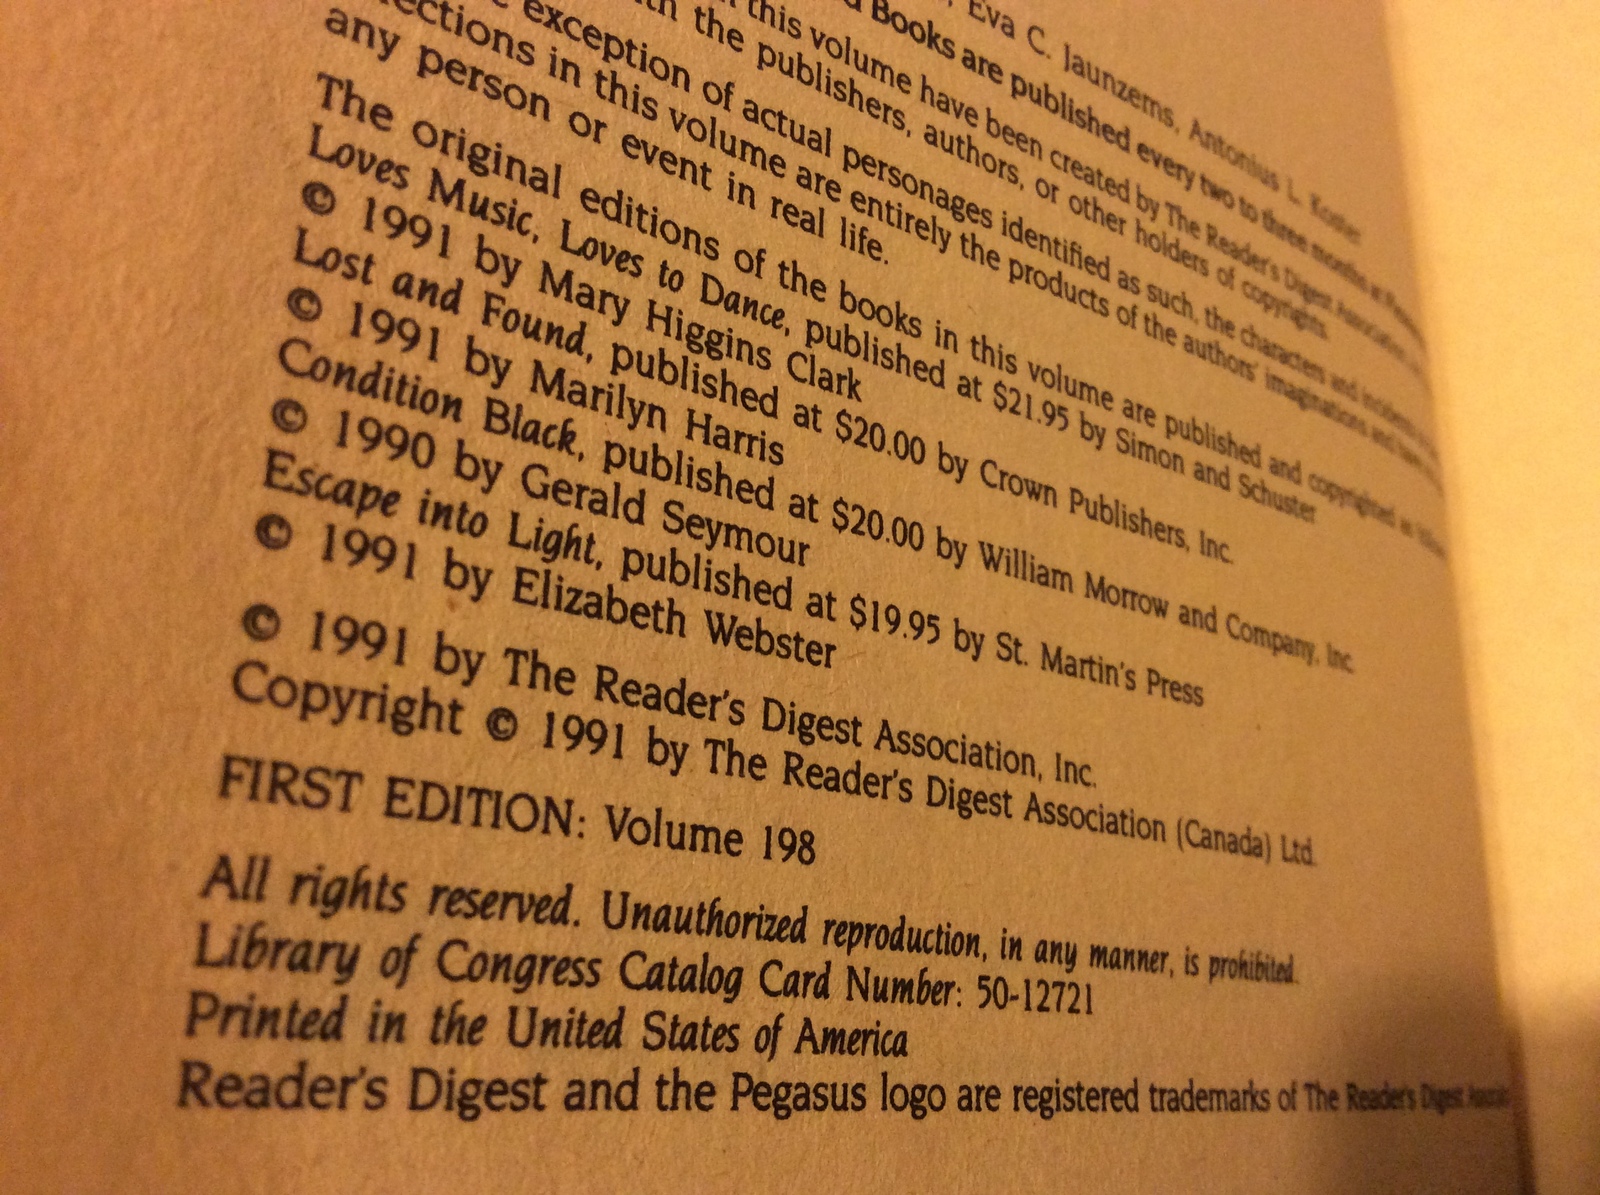 Eva C. Jaunzems, Antonius L. Koster
Books are published every two to three months at
this volume have been created by The Reader's Digest Association
the publishers, authors, or other holders of copyrights.
exception of actual personages identified as such, the characters and
in this volume are entirely the products of the authors' imaginations and
any person or event in real life.
The original editions of the books in this volume are published and copyrighted as
Loves Music, Loves to Dance, published at $21.95 by Simon and Schuster
© 1991 by Mary Higgins Clark
Lost and Found, published at $20.00 by Crown Publishers, Inc.
© 1991 by Marilyn Harris
Condition Black, published at $20.00 by William Morrow and Company, Inc.
© 1990 by Gerald Seymour
Escape into Light, published at $19.95 by St. Martin's Press
© 1991 by Elizabeth Webster
© 1991 by The Reader's Digest Association, Inc.
Copyright © 1991 by The Reader's Digest Association (Canada) Ltd.
FIRST EDITION: Volume 198
All rights reserved. Unauthorized reproduction, in any manner, is prohibited.
Library of Congress Catalog Card Number: 50-12721
Printed in the United States of America
Reader's Digest and the Pegasus logo are registered trademarks of The Reader's Digest